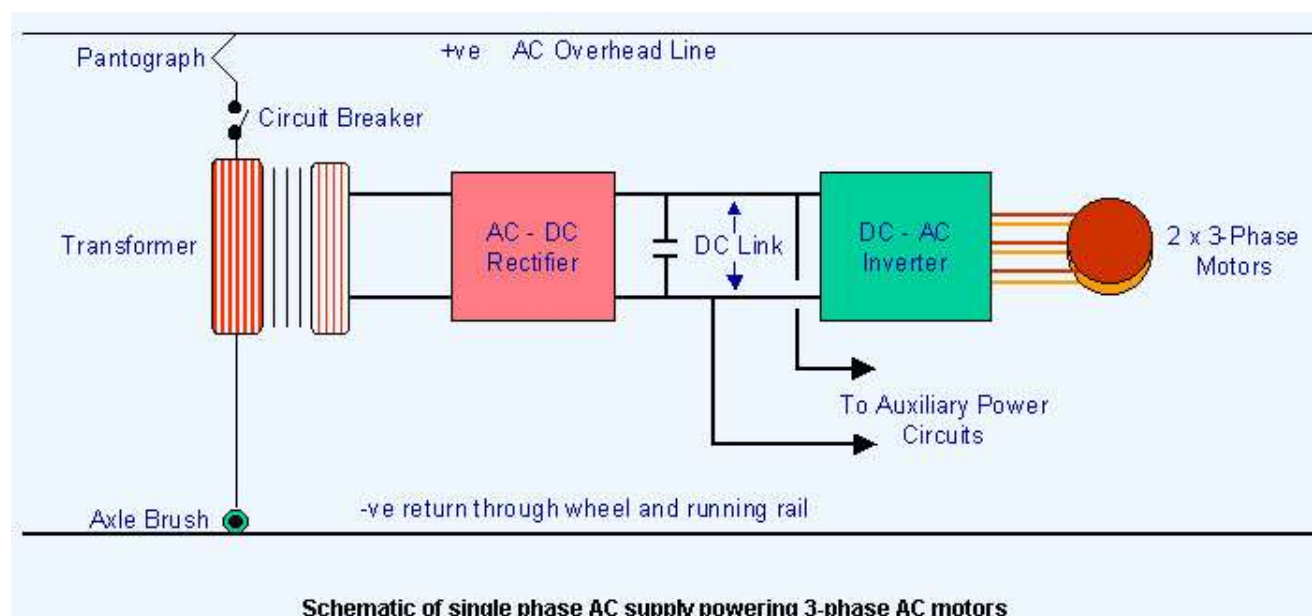 Pantograph
+ve AC Overhead Line
Circuit Breaker
Transformer
AC - DC
Rectifier
DC Link
DC - AC
Inverter
2 x 3-Phase
Motors
To Auxiliary Power
Circuits
Axle Brush
-ve return through wheel and running rail
Schematic of single phase AC supply powering 3-phase AC motors